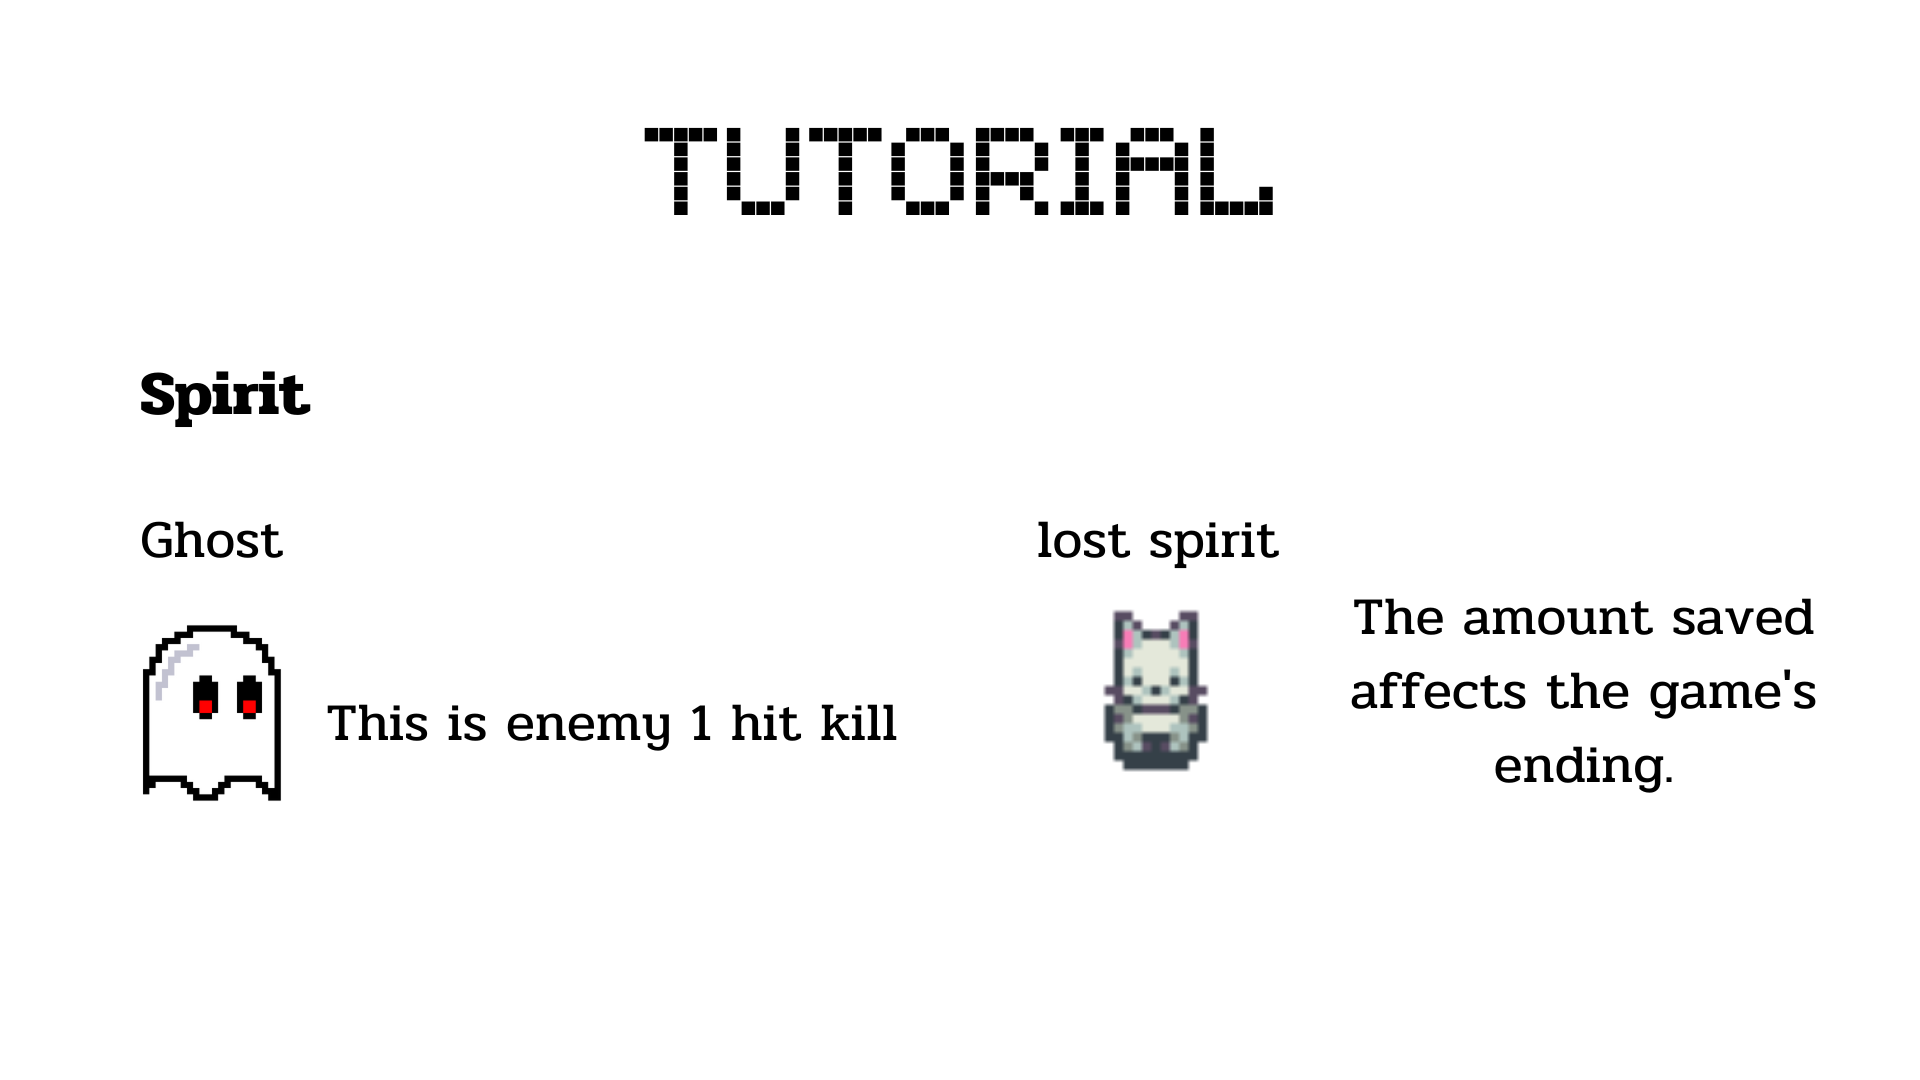 TUTORIAL
Spirit
Ghost
This is enemy 1 hit kill
lost spirit
The amount saved
affects the game's
ending.